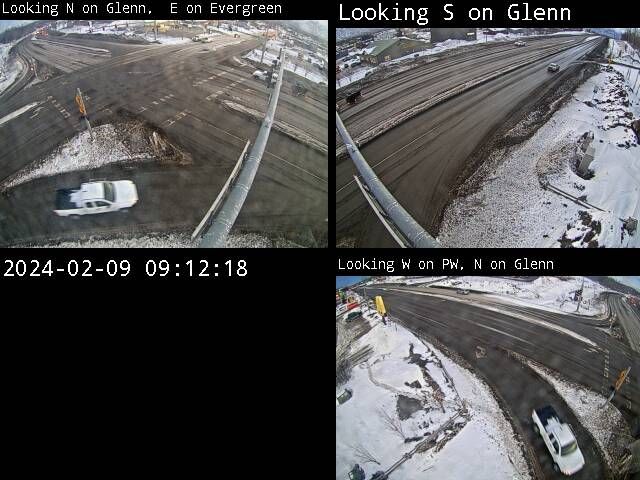 Looking N on Glenn,  E on Evergreen
Looking S on Glenn
2024-02-09 09:12:18
Looking W on PW, N on Glenn